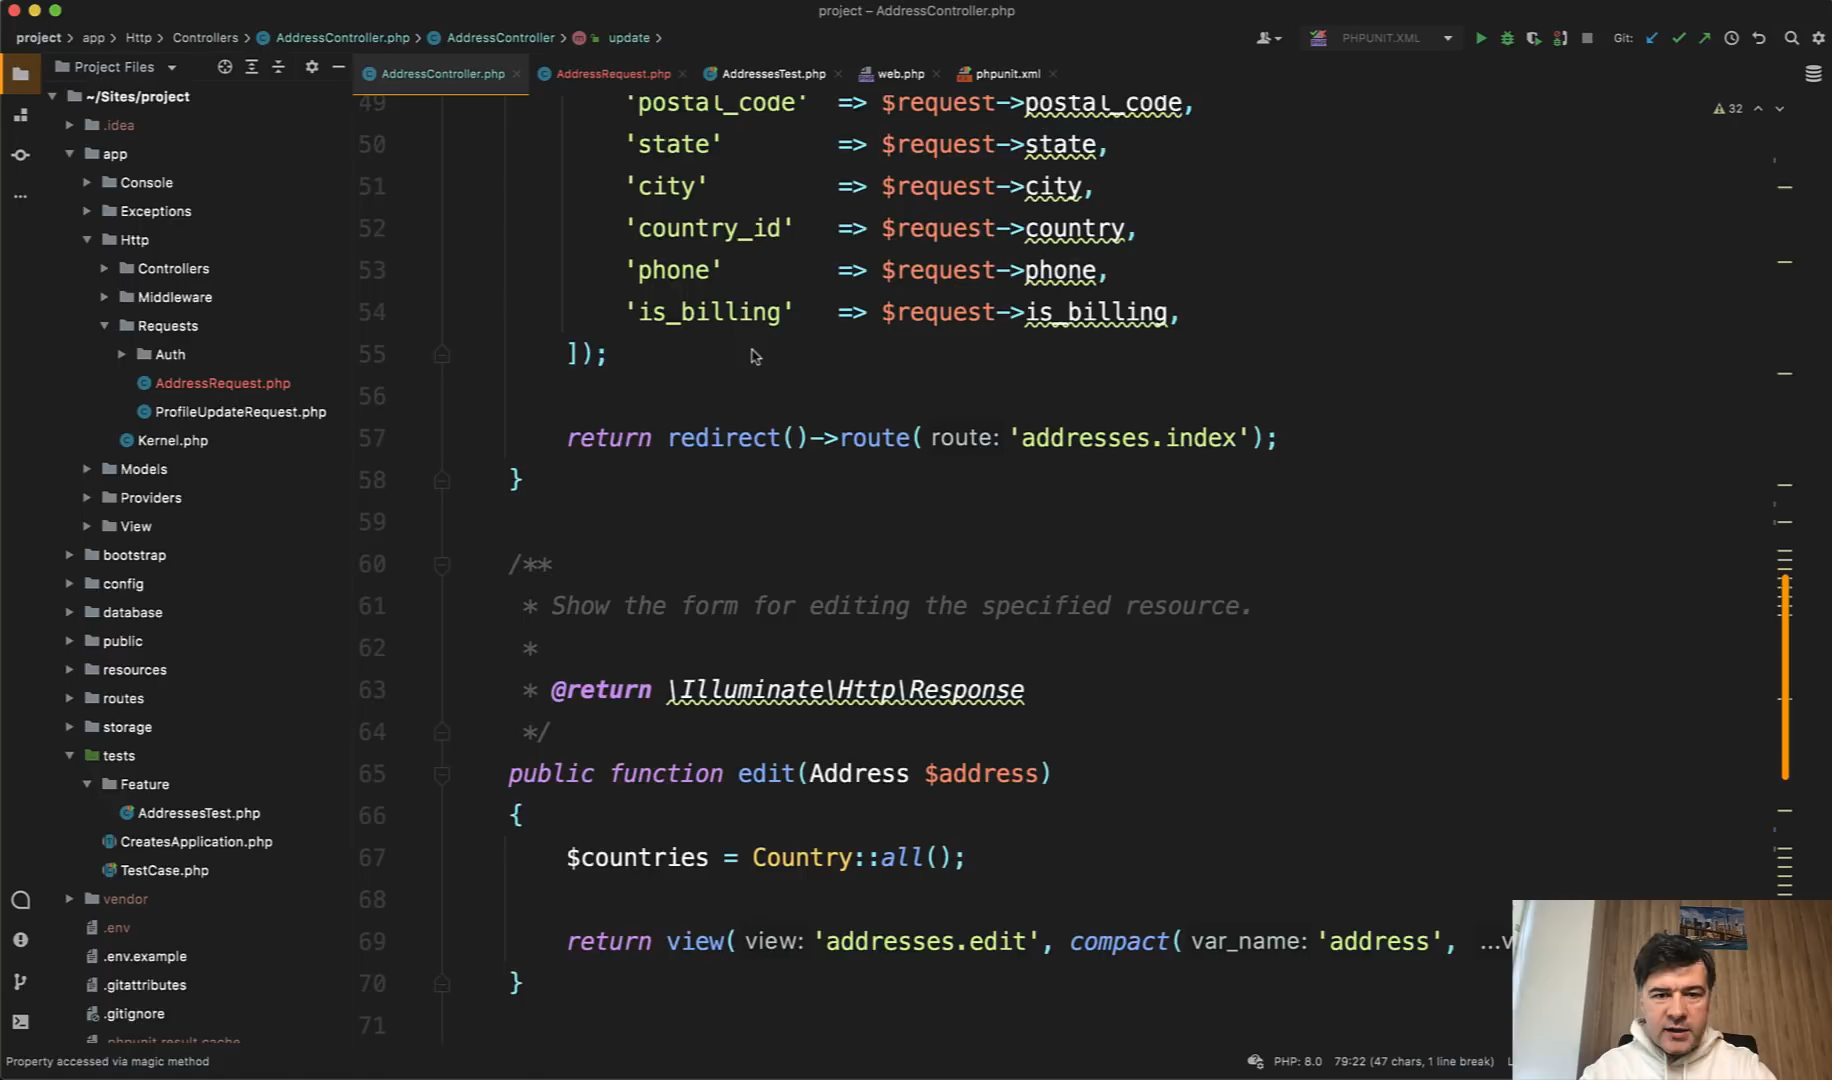 project – AddressController.php
project > app > Http > Controllers > AddressController.php > AddressController > update >
PHPUNIT.XML
Git:
Project Files
AddressController.php
AddressRequest.php
AddressesTest.php
web.php
phpunit.xml
~/Sites/project
.idea
app
Console
Exceptions
Http
Controllers
Middleware
Requests
Auth
AddressRequest.php
ProfileUpdateRequest.php
Kernel.php
Models
Providers
View
bootstrap
config
database
public
resources
routes
storage
tests
Feature
AddressesTest.php
CreatesApplication.php
TestCase.php
vendor
.env
.env.example
.gitattributes
.gitignore
.phpunit.result.cache
32
49 'postal_code' => $request->postal_code,
50 'state' => $request->state,
51 'city' => $request->city,
52 'country_id' => $request->country,
53 'phone' => $request->phone,
54 'is_billing' => $request->is_billing,
55 ]);
56
57 return redirect()->route( route: 'addresses.index');
58 }
59
60 /**
61 * Show the form for editing the specified resource.
62 *
63 * @return \Illuminate\Http\Response
64 */
65 public function edit(Address $address)
66 {
67 $countries = Country::all();
68
69 return view( view: 'addresses.edit', compact( var_name: 'address', ...v
70 }
71
Property accessed via magic method
PHP: 8.0 79:22 (47 chars, 1 line break)